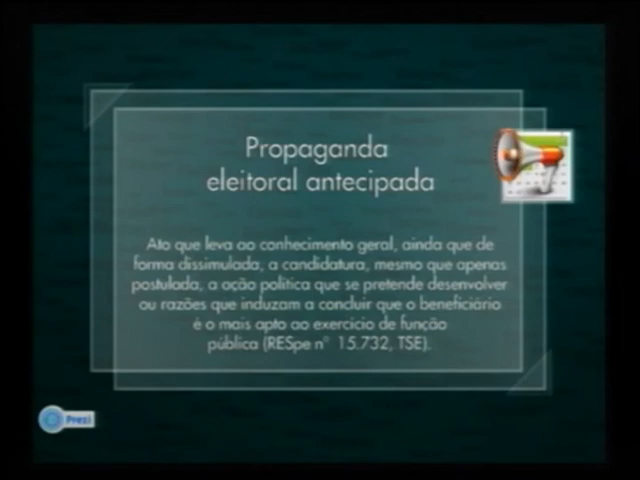 Propaganda
eleitoral antecipada
Ato que leva ao conhecimento geral, ainda que de
forma dissimulada, a candidatura, mesmo que apenas
postulada, a ação política que se pretende desenvolver
ou razões que induzam a concluir que o beneficiário
é o mais apto ao exercício de função
pública (RESpe n° 15.732, TSE).
Prezi